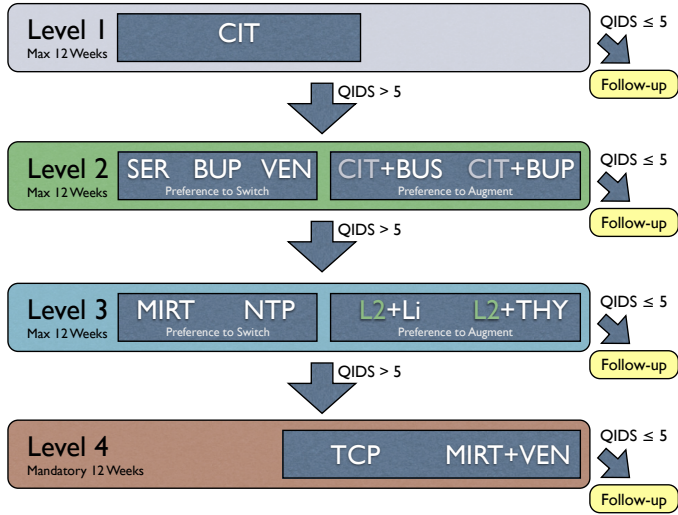 Level 1
Max 12 Weeks
CIT
QIDS ≤ 5
Follow-up
QIDS > 5
Level 2
Max 12 Weeks
SER BUP VEN
Preference to Switch
CIT+BUS CIT+BUP
Preference to Augment
QIDS ≤ 5
Follow-up
QIDS > 5
Level 3
Max 12 Weeks
MIRT NTP
Preference to Switch
L2+Li L2+THY
Preference to Augment
QIDS ≤ 5
Follow-up
QIDS > 5
Level 4
Mandatory 12 Weeks
TCP MIRT+VEN
QIDS ≤ 5
Follow-up